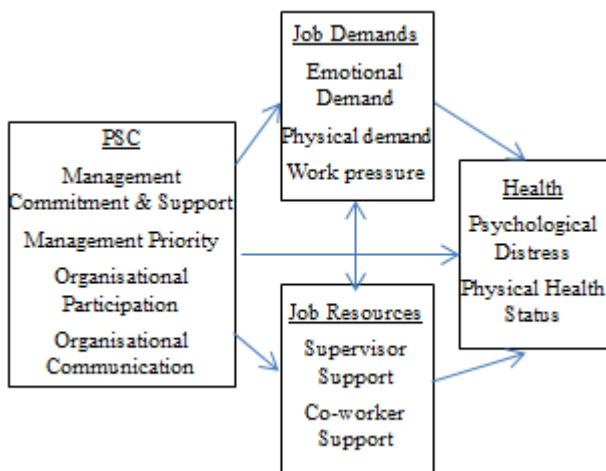 PSC
Management
Commitment & Support
Management Priority
Organisational
Participation
Organisational
Communication
Job Demands
Emotional
Demand
Physical demand
Work pressure
Job Resources
Supervisor
Support
Co-worker
Support
Health
Psychological
Distress
Physical Health
Status